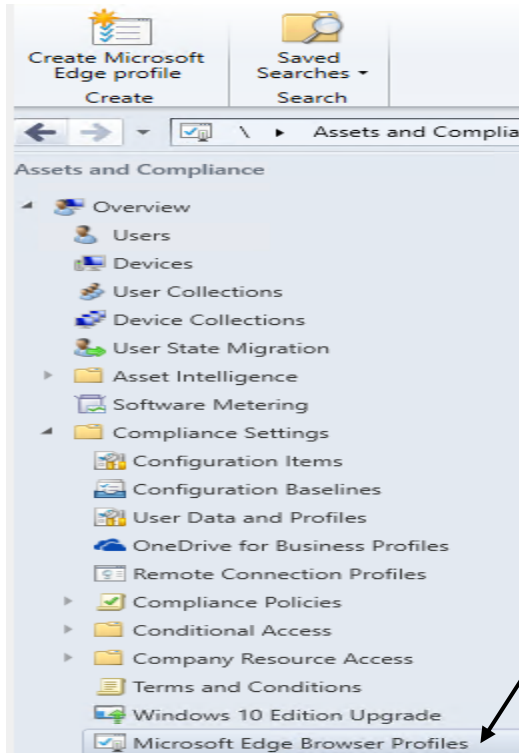 Create Microsoft
Edge profile
Saved
Searches
Create
Search
\ Assets and Complia
Assets and Compliance
Overview
Users
Devices
User Collections
Device Collections
User State Migration
Asset Intelligence
Software Metering
Compliance Settings
Configuration Items
Configuration Baselines
User Data and Profiles
OneDrive for Business Profiles
Remote Connection Profiles
Compliance Policies
Conditional Access
Company Resource Access
Terms and Conditions
Windows 10 Edition Upgrade
Microsoft Edge Browser Profiles